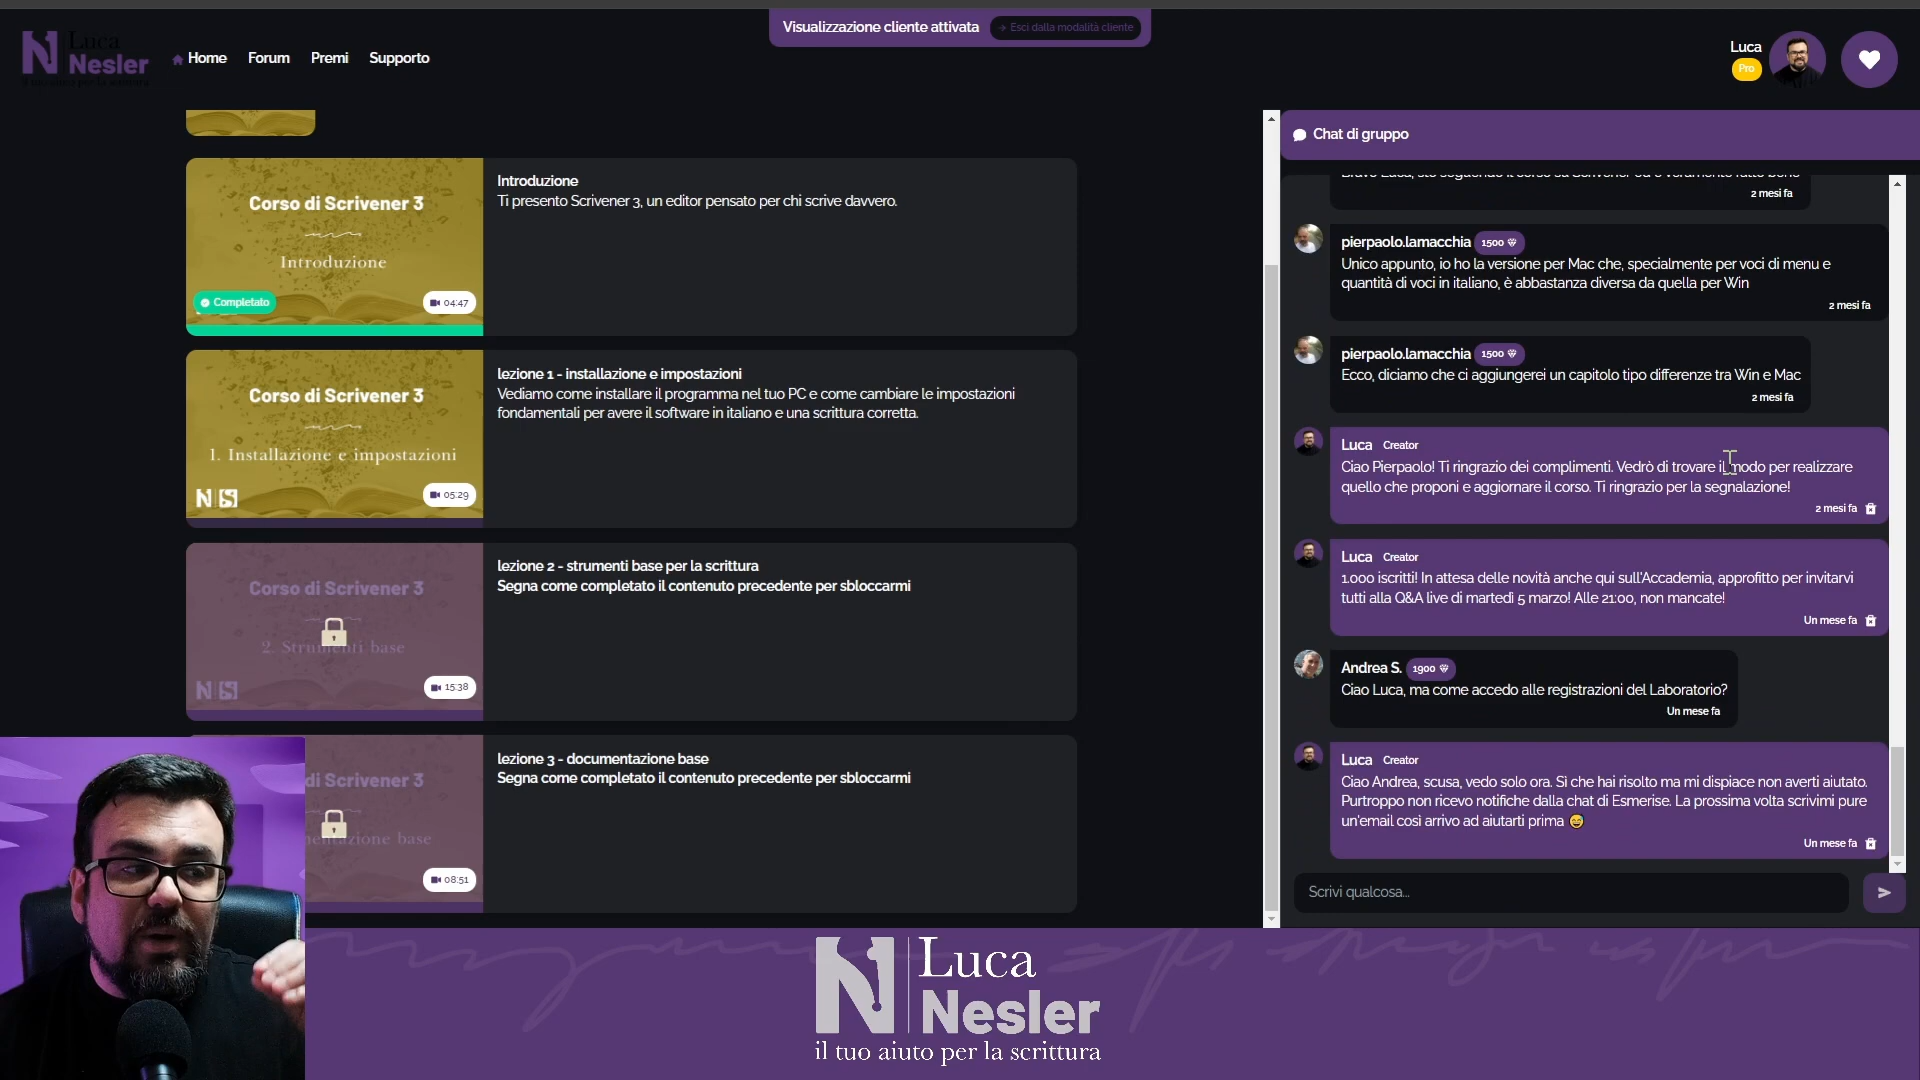 Visualizzazione cliente attivata
Esci dalla modalità cliente
Luca
Nesler
Home
Forum
Premi
Supporto
Luca
Pro
Corso di Scrivener 3
Introduzione
Completato
04:47
Introduzione
Ti presento Scrivener 3, un editor pensato per chi scrive davvero.
Corso di Scrivener 3
1. Installazione e impostazioni
N S
05:29
lezione 1 - installazione e impostazioni
Vediamo come installare il programma nel tuo PC e come cambiare le impostazioni
fondamentali per avere il software in italiano e una scrittura corretta.
Corso di Scrivener 3
2. Strumenti base
N S
15:38
lezione 2 - strumenti base per la scrittura
Segna come completato il contenuto precedente per sbloccarmi
di Scrivener 3
base
08:51
lezione 3 - documentazione base
Segna come completato il contenuto precedente per sbloccarmi
Chat di gruppo
2 mesi fa
pierpaolo.lamacchia 1500
Unico appunto, io ho la versione per Mac che, specialmente per voci di menu e
quantità di voci in italiano, è abbastanza diversa da quella per Win
2 mesi fa
pierpaolo.lamacchia 1500
Ecco, diciamo che ci aggiungerei un capitolo tipo differenze tra Win e Mac
2 mesi fa
Luca Creator
Ciao Pierpaolo! Ti ringrazio dei complimenti. Vedrò di trovare il modo per realizzare
quello che proponi e aggiornare il corso. Ti ringrazio per la segnalazione!
2 mesi fa
Luca Creator
1.000 iscritti! In attesa delle novità anche qui sull'Accademia, approfitto per invitarvi
tutti alla Q&A live di martedì 5 marzo! Alle 21:00, non mancate!
Un mese fa
Andrea S. 1900
Ciao Luca, ma come accedo alle registrazioni del Laboratorio?
Un mese fa
Luca Creator
Ciao Andrea, scusa, vedo solo ora. Sì che hai risolto ma mi dispiace non averti aiutato.
Purtroppo non ricevo notifiche dalla chat di Esmerise. La prossima volta scrivimi pure
un'email così arrivo ad aiutarti prima 😅
Un mese fa
Scrivi qualcosa...
N
Luca
Nesler
il tuo aiuto per la scrittura